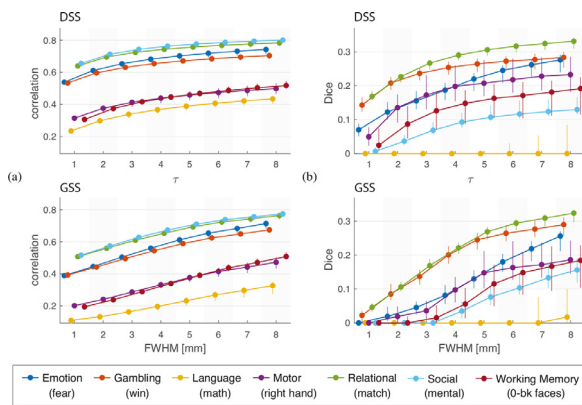 DSS
DSS
correlation
0.8
0.6
0.4
0.2
1 2 3 4 5 6 7 8
τ
(a)
Dice
0.3
0.2
0.1
0
1 2 3 4 5 6 7 8
τ
(b)
GSS
GSS
correlation
0.8
0.6
0.4
0.2
1 2 3 4 5 6 7 8
FWHM [mm]
Dice
0.3
0.2
0.1
0
1 2 3 4 5 6 7 8
FWHM [mm]
Emotion Gambling Language Motor Relational Social Working Memory
(fear) (win) (math) (right hand) (match) (mental) (0-bk faces)